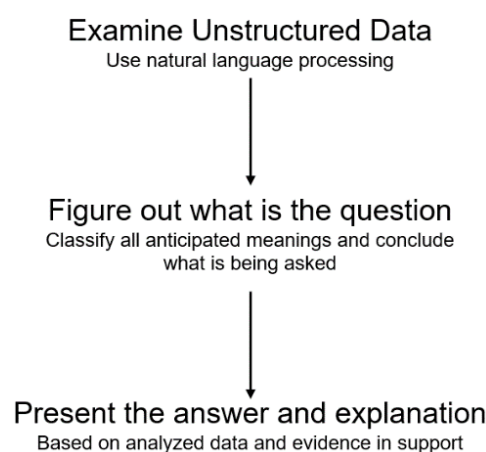 Examine Unstructured Data
Use natural language processing
Figure out what is the question
Classify all anticipated meanings and conclude
what is being asked
Present the answer and explanation
Based on analyzed data and evidence in support